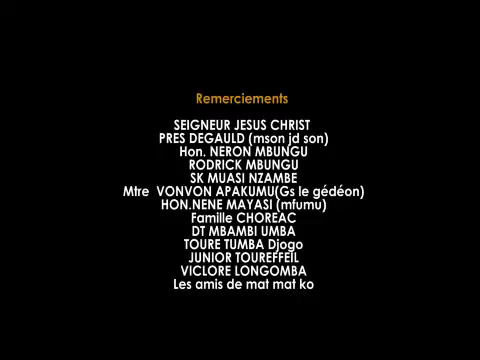 Remerciements
SEIGNEUR JESUS CHRIST
PRES DEGAULD (mson jd son)
Hon. NERON MBUNGU
RODRICK MBUNGU
SK MUASI NZAMBE
Mtre VONVON APAKUMU(Gs le gédéon)
HON.NENE MAYASI (mfumu)
Famille CHOREAC
DT MBAMBI UMBA
TOURE TUMBA Djogo
JUNIOR TOUREFFEIL
VICLORE LONGOMBA
Les amis de mat mat ko